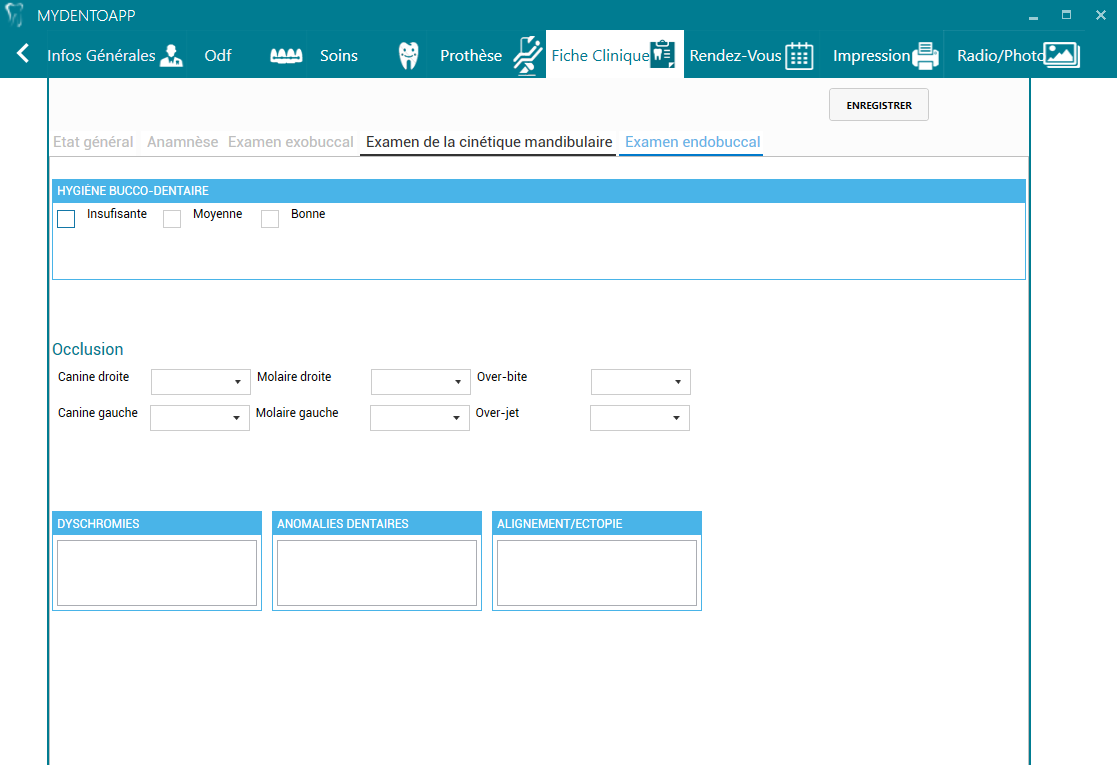 MYDENTOAPP
Infos Générales Odf Soins Prothèse Fiche Clinique Rendez-Vous Impression Radio/Photo
ENREGISTRER
Etat général Anamnèse Examen exobuccal Examen de la cinétique mandibulaire Examen endobuccal
HYGIÈNE BUCCO-DENTAIRE
Insufisante Moyenne Bonne
Occlusion
Canine droite Molaire droite Over-bite
Canine gauche Molaire gauche Over-jet
DYSCHROMIES ANOMALIES DENTAIRES ALIGNEMENT/ECTOPIE